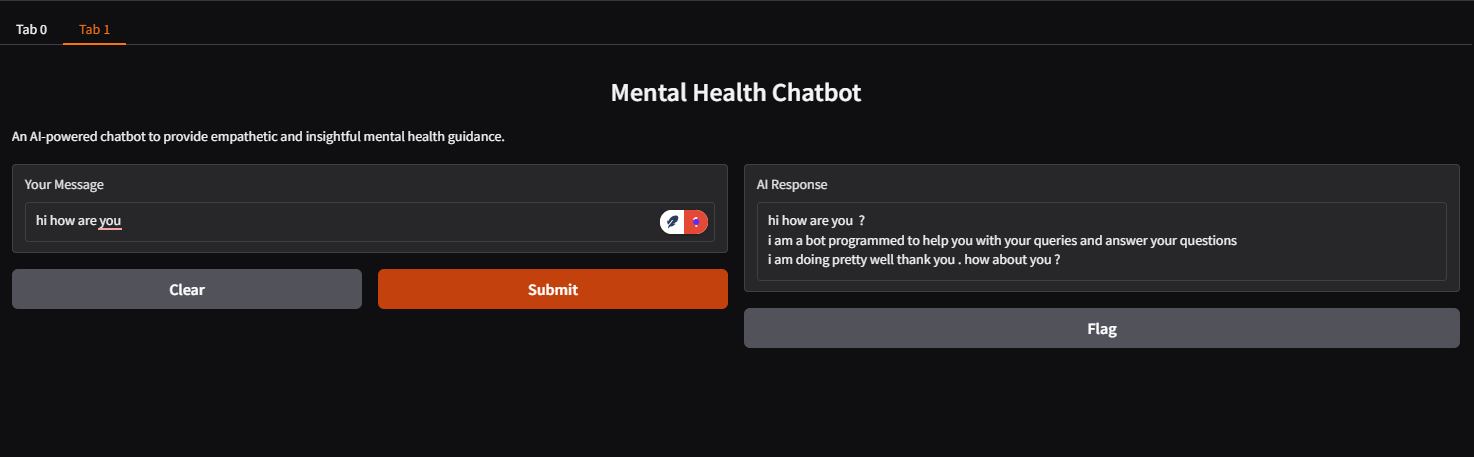 Tab 0
Tab 1
Mental Health Chatbot
An AI-powered chatbot to provide empathetic and insightful mental health guidance.
Your Message
hi how are you
Clear
Submit
AI Response
hi how are you  ?
i am a bot programmed to help you with your queries and answer your questions
i am doing pretty well thank you . how about you ?
Flag